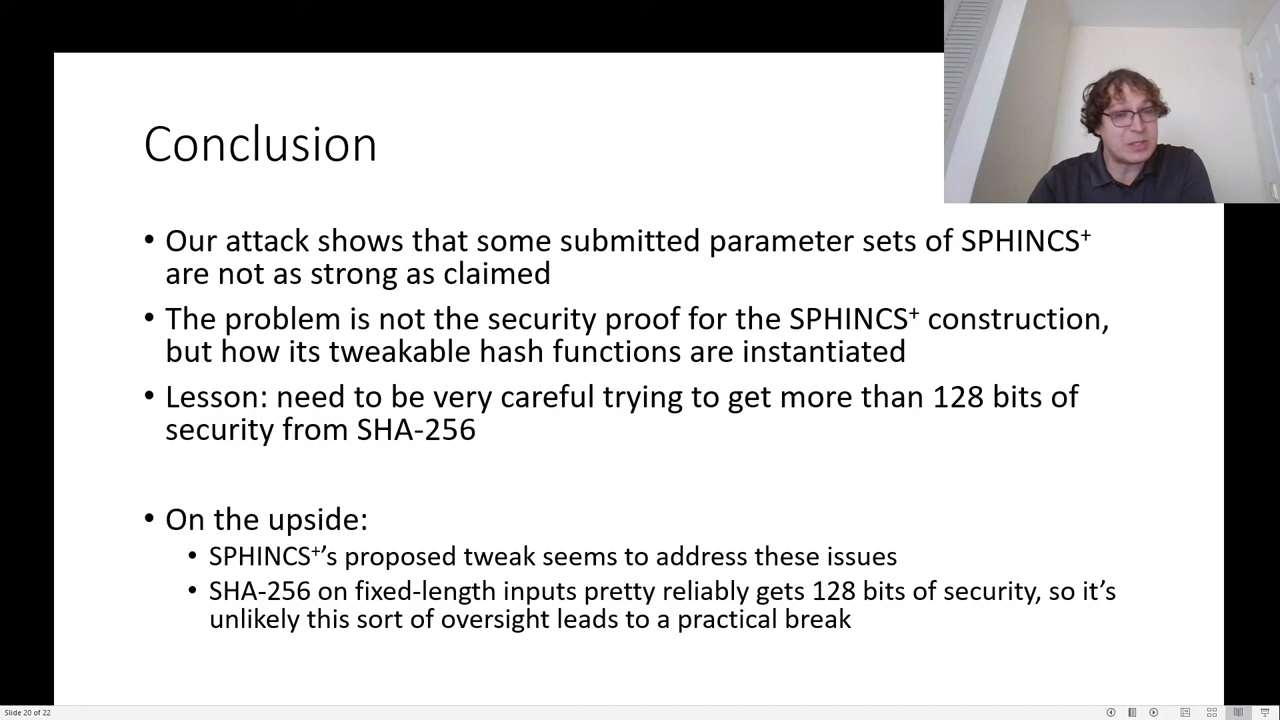 Conclusion
• Our attack shows that some submitted parameter sets of SPHINCS⁺
are not as strong as claimed
• The problem is not the security proof for the SPHINCS⁺ construction,
but how its tweakable hash functions are instantiated
• Lesson: need to be very careful trying to get more than 128 bits of
security from SHA-256
• On the upside:
• SPHINCS⁺’s proposed tweak seems to address these issues
• SHA-256 on fixed-length inputs pretty reliably gets 128 bits of security, so it’s
unlikely this sort of oversight leads to a practical break
Slide 20 of 22